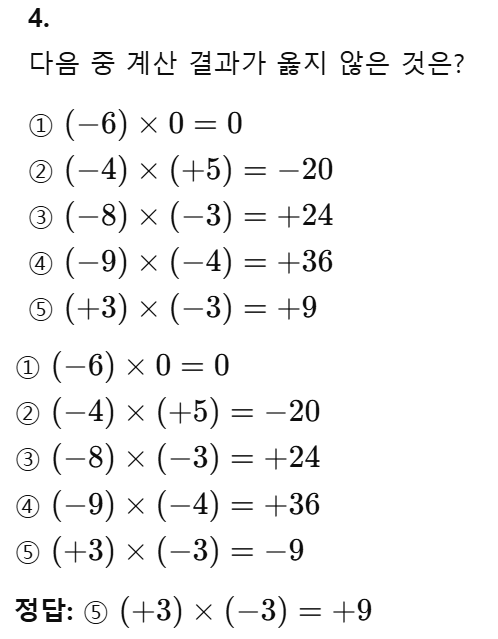 4.
다음 중 계산 결과가 옳지 않은 것은?
① (−6) × 0 = 0
② (−4) × (+5) = −20
③ (−8) × (−3) = +24
④ (−9) × (−4) = +36
⑤ (+3) × (−3) = +9
① (−6) × 0 = 0
② (−4) × (+5) = −20
③ (−8) × (−3) = +24
④ (−9) × (−4) = +36
⑤ (+3) × (−3) = −9
정답: ⑤ (+3) × (−3) = +9